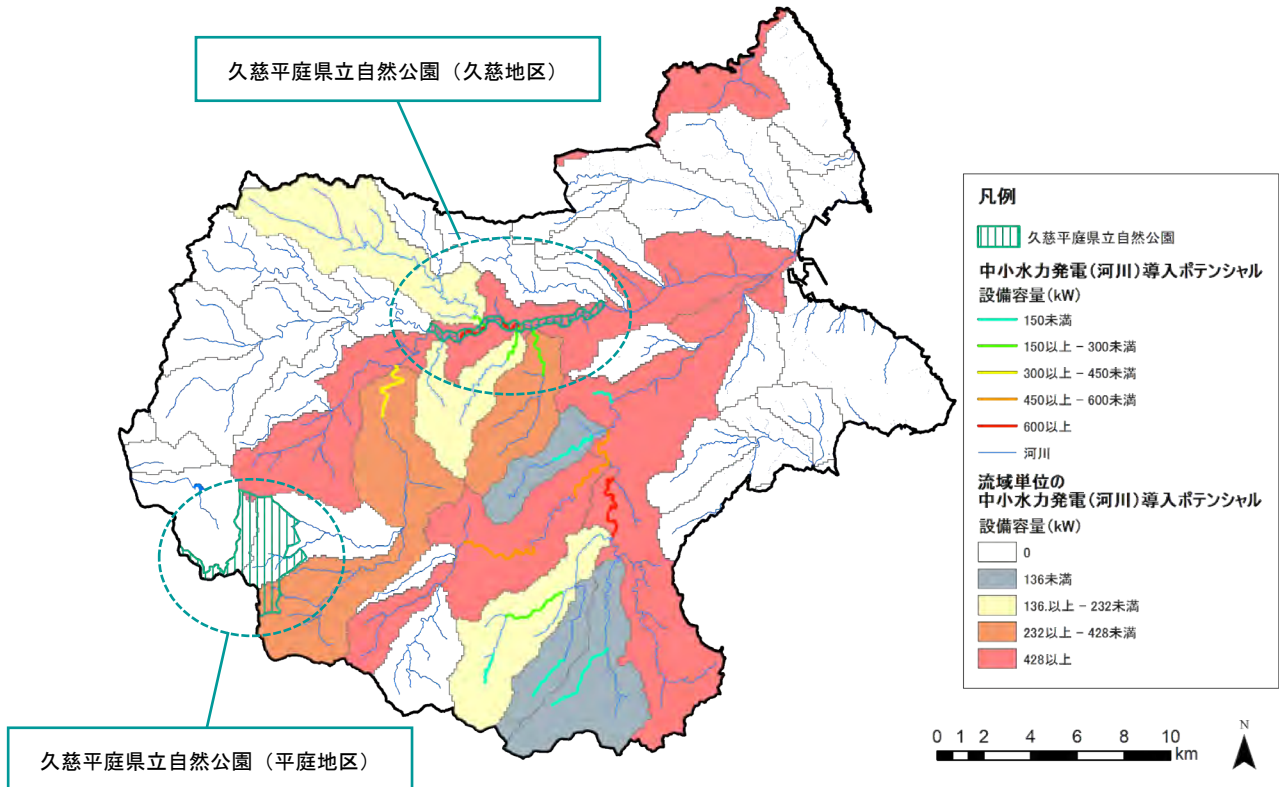 久慈平庭県立自然公園（久慈地区）
凡例
久慈平庭県立自然公園
中小水力発電(河川)導入ポテンシャル
設備容量(kW)
150未満
150以上 − 300未満
300以上 − 450未満
450以上 − 600未満
600以上
河川
流域単位の
中小水力発電(河川)導入ポテンシャル
設備容量(kW)
0
136未満
136.以上 − 232未満
232以上 − 428未満
428以上
久慈平庭県立自然公園（平庭地区）
0 1 2 4 6 8 10
km
N